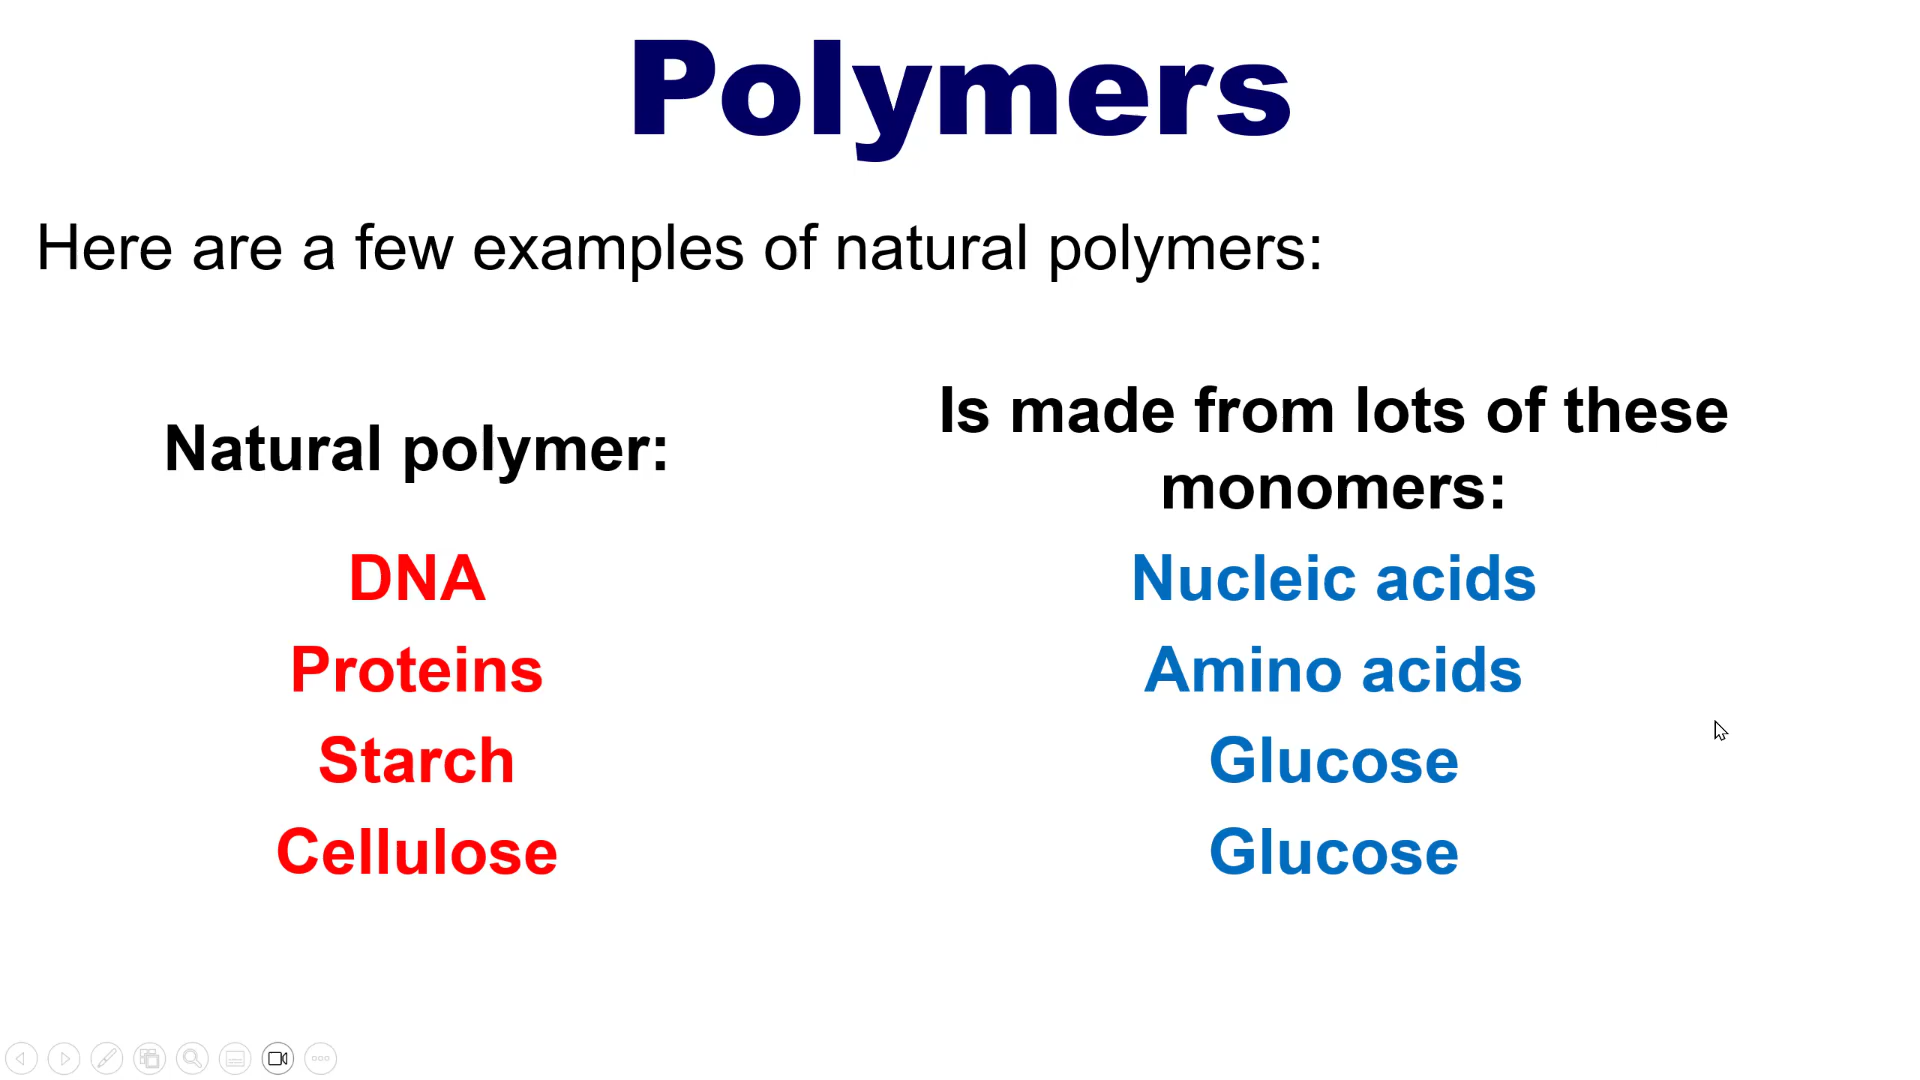 Polymers
Here are a few examples of natural polymers:
Natural polymer:
Is made from lots of these
monomers:
DNA
Nucleic acids
Proteins
Amino acids
Starch
Glucose
Cellulose
Glucose